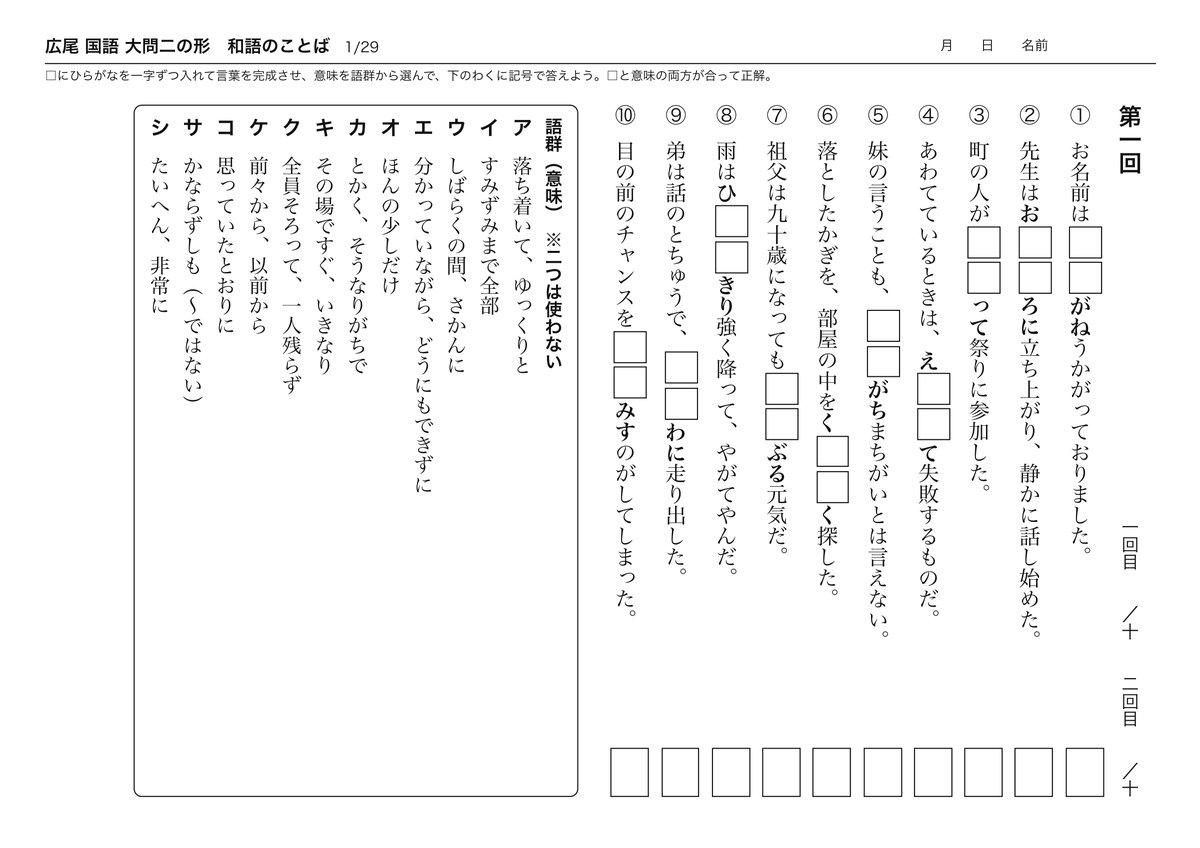 広尾 国語 大問二の形　和語のことば 1/29
月　日　名前
□にひらがなを一字ずつ入れて言葉を完成させ、意味を語群から選んで、下のわくに記号で答えよう。□と意味の両方が合って正解。
第一回　一回目　／十　二回目　／十
① お名前は□□がねうかがっておりました。
② 先生はお□□ろに立ち上がり、静かに話し始めた。
③ 町の人が□□って祭りに参加した。
④ あわてているときは、え□□て失敗するものだ。
⑤ 妹の言うことも、□□がちまちがいとは言えない。
⑥ 落としたかぎを、部屋の中をく□□く探した。
⑦ 祖父は九十歳になっても□□ぶる元気だ。
⑧ 雨はひ□□きり強く降って、やがてやんだ。
⑨ 弟は話のとちゅうで、□□わに走り出した。
⑩ 目の前のチャンスを□□みすのがしてしまった。
語群（意味）　※二つは使わない
ア　落ち着いて、ゆっくりと
イ　すみずみまで全部
ウ　しばらくの間、さかんに
エ　分かっていながら、どうにもできずに
オ　ほんの少しだけ
カ　とかく、そうなりがちで
キ　その場ですぐ、いきなり
ク　全員そろって、一人残らず
ケ　前々から、以前から
コ　思っていたとおりに
サ　かならずしも（〜ではない）
シ　たいへん、非常に